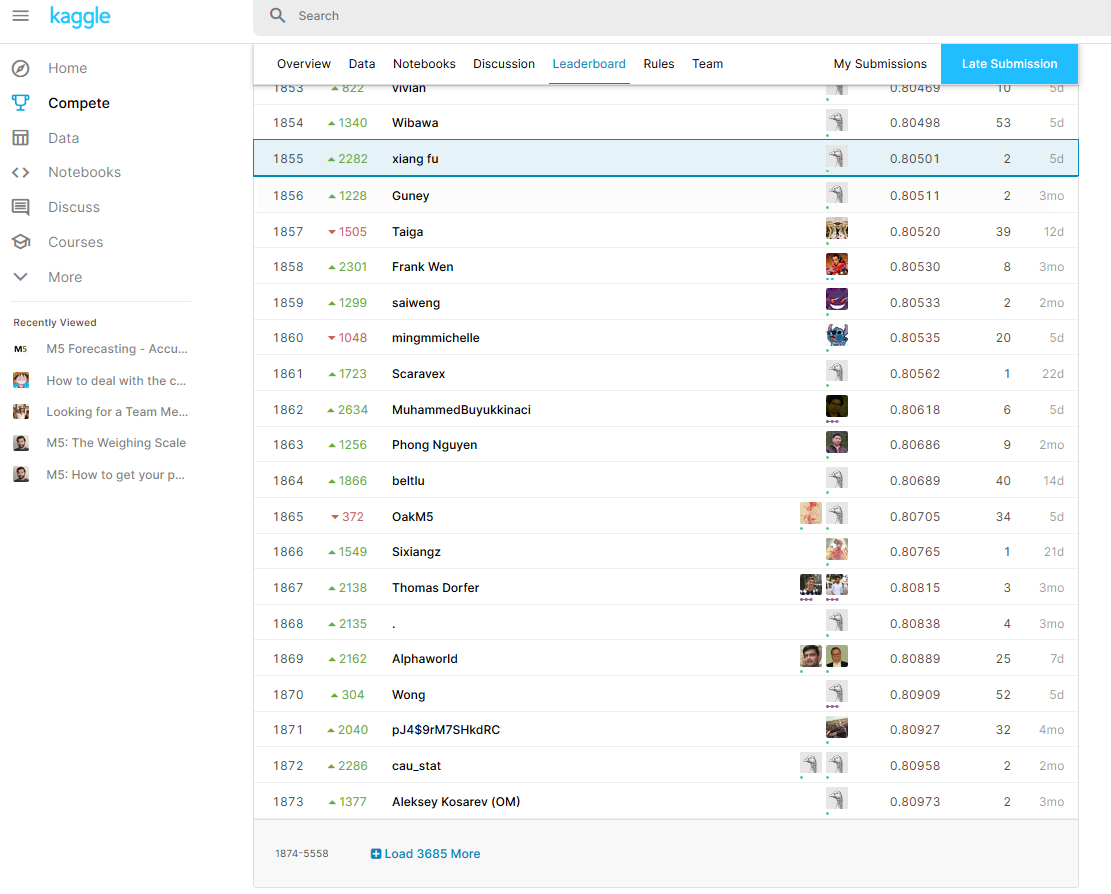 kaggle
Search
Overview Data Notebooks Discussion Leaderboard Rules Team My Submissions Late Submission
Home
Compete
Data
Notebooks
Discuss
Courses
More
Recently Viewed
M5 M5 Forecasting - Accu...
How to deal with the c...
Looking for a Team Me...
M5: The Weighing Scale
M5: How to get your p...
1853 822 vivian 0.80469 10 5d
1854 1340 Wibawa 0.80498 53 5d
1855 2282 xiang fu 0.80501 2 5d
1856 1228 Guney 0.80511 2 3mo
1857 1505 Taiga 0.80520 39 12d
1858 2301 Frank Wen 0.80530 8 3mo
1859 1299 saiweng 0.80533 2 2mo
1860 1048 mingmmichelle 0.80535 20 5d
1861 1723 Scaravex 0.80562 1 22d
1862 2634 MuhammedBuyukkinaci 0.80618 6 5d
1863 1256 Phong Nguyen 0.80686 9 2mo
1864 1866 beltlu 0.80689 40 14d
1865 372 OakM5 0.80705 34 5d
1866 1549 Sixiangz 0.80765 1 21d
1867 2138 Thomas Dorfer 0.80815 3 3mo
1868 2135 . 0.80838 4 3mo
1869 2162 Alphaworld 0.80889 25 7d
1870 304 Wong 0.80909 52 5d
1871 2040 pJ4$9rM7SHkdRC 0.80927 32 4mo
1872 2286 cau_stat 0.80958 2 2mo
1873 1377 Aleksey Kosarev (OM) 0.80973 2 3mo
1874-5558 Load 3685 More